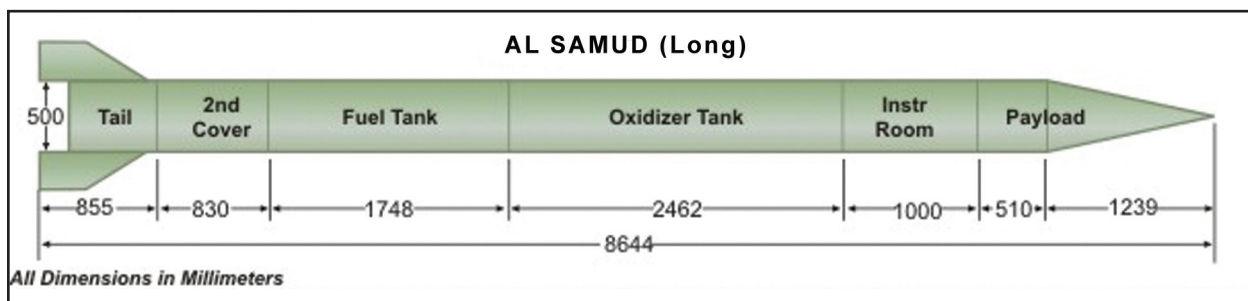 AL SAMUD (Long)
500
Tail
2nd
Cover
Fuel Tank
Oxidizer Tank
Instr
Room
Payload
855
830
1748
2462
1000
510
1239
8644
All Dimensions in Millimeters